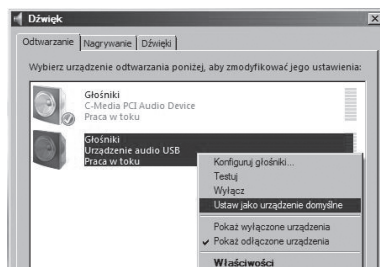 Dźwięk
Odtwarzanie Nagrywanie Dźwięki
Wybierz urządzenie odtwarzania poniżej, aby zmodyfikować jego ustawienia:
Głośniki
C-Media PCI Audio Device
Praca w toku
Głośniki
Urządzenie audio USB
Praca w toku
Konfiguruj głośniki...
Testuj
Wyłącz
Ustaw jako urządzenie domyślne
Pokaż wyłączone urządzenia
Pokaż odłączone urządzenia
Właściwości